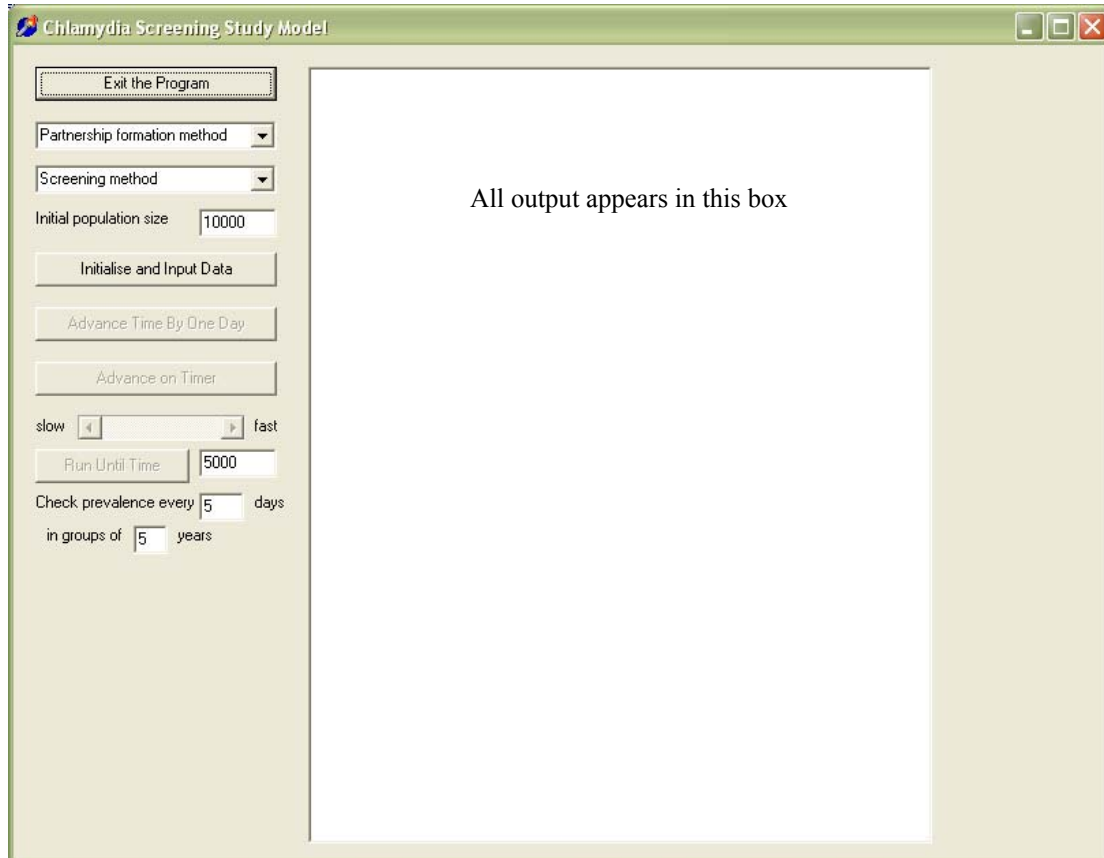 Chlamydia Screening Study Model
Exit the Program
Partnership formation method
Screening method
Initial population size 10000
Initialise and Input Data
Advance Time By One Day
Advance on Timer
slow fast
Run Until Time 5000
Check prevalence every 5 days
in groups of 5 years
All output appears in this box